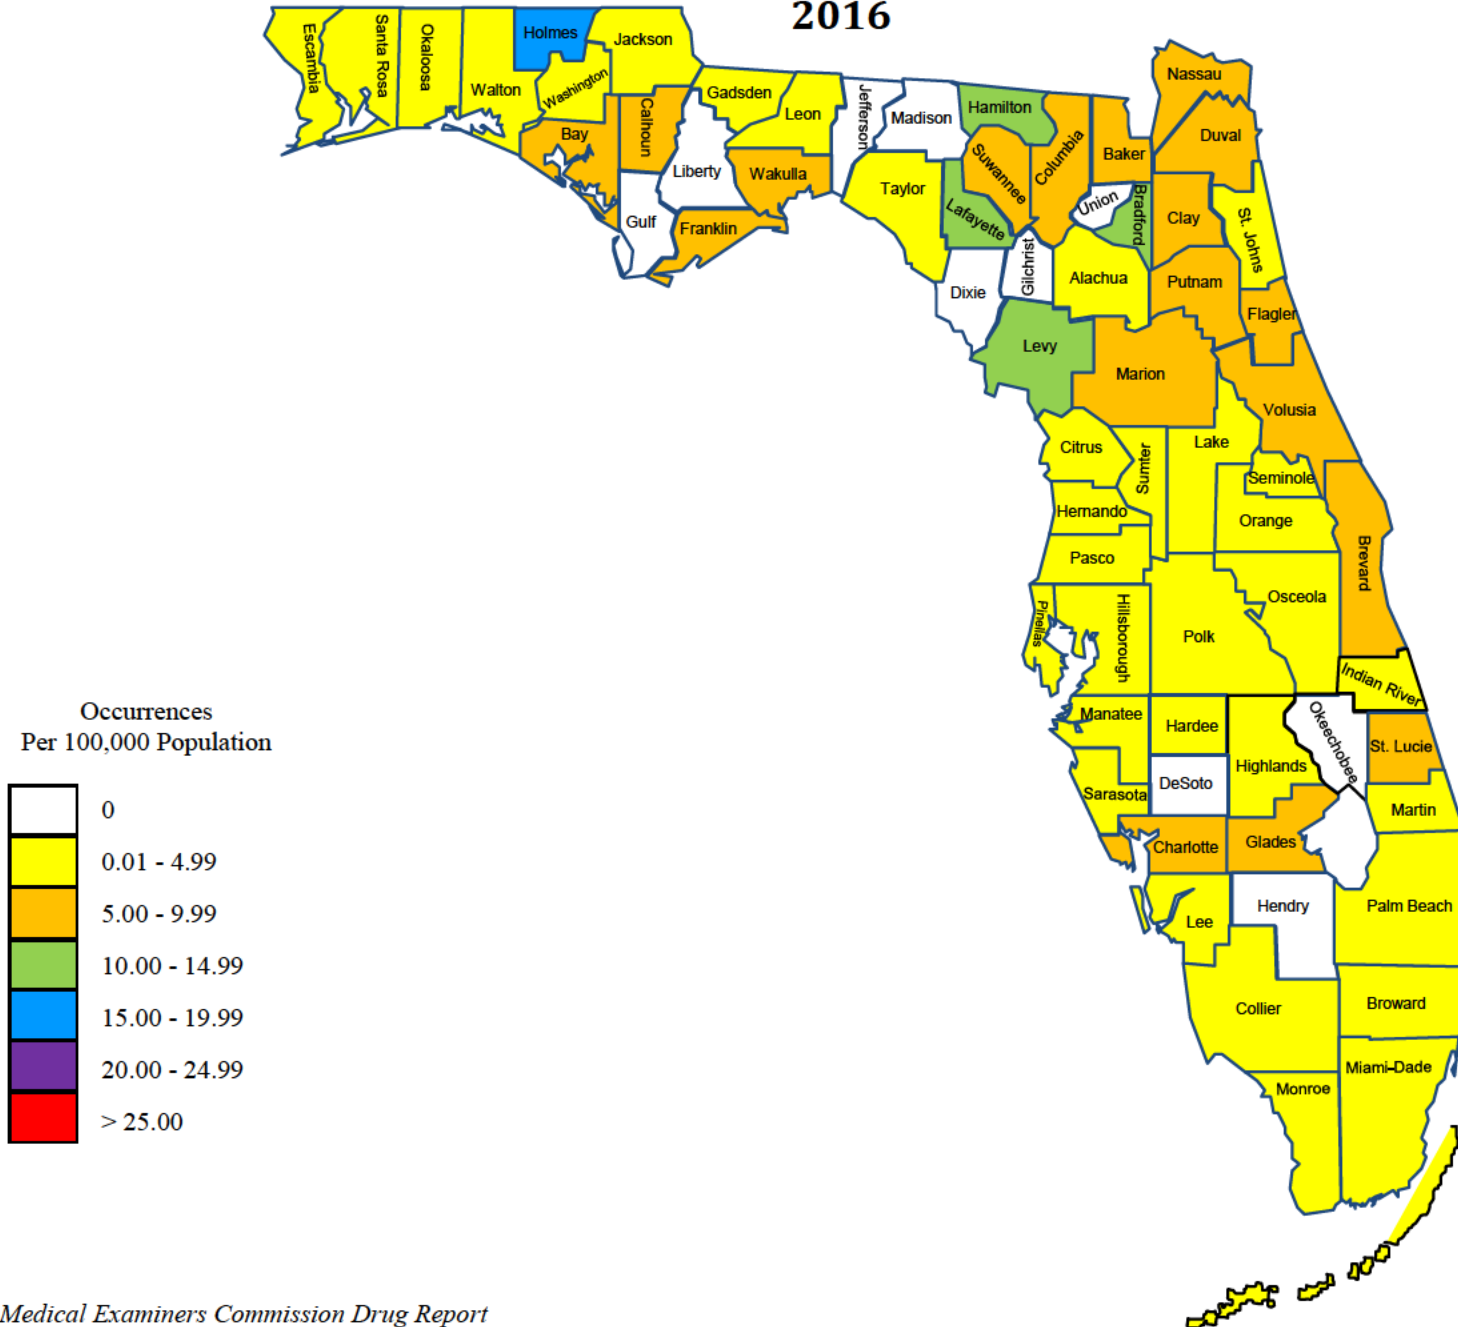 2016
Escambia
Santa Rosa
Okaloosa
Walton
Holmes
Washington
Jackson
Bay
Calhoun
Gulf
Liberty
Gadsden
Leon
Wakulla
Franklin
Jefferson
Madison
Taylor
Hamilton
Suwannee
Lafayette
Columbia
Baker
Nassau
Duval
Union
Bradford
Clay
St. Johns
Dixie
Gilchrist
Alachua
Putnam
Flagler
Levy
Marion
Volusia
Citrus
Sumter
Lake
Seminole
Hernando
Orange
Pasco
Brevard
Pinellas
Hillsborough
Polk
Osceola
Indian River
Manatee
Hardee
Highlands
Okeechobee
St. Lucie
Sarasota
DeSoto
Martin
Charlotte
Glades
Lee
Hendry
Palm Beach
Collier
Broward
Monroe
Miami-Dade
Occurrences
Per 100,000 Population
0
0.01 - 4.99
5.00 - 9.99
10.00 - 14.99
15.00 - 19.99
20.00 - 24.99
> 25.00
Medical Examiners Commission Drug Report